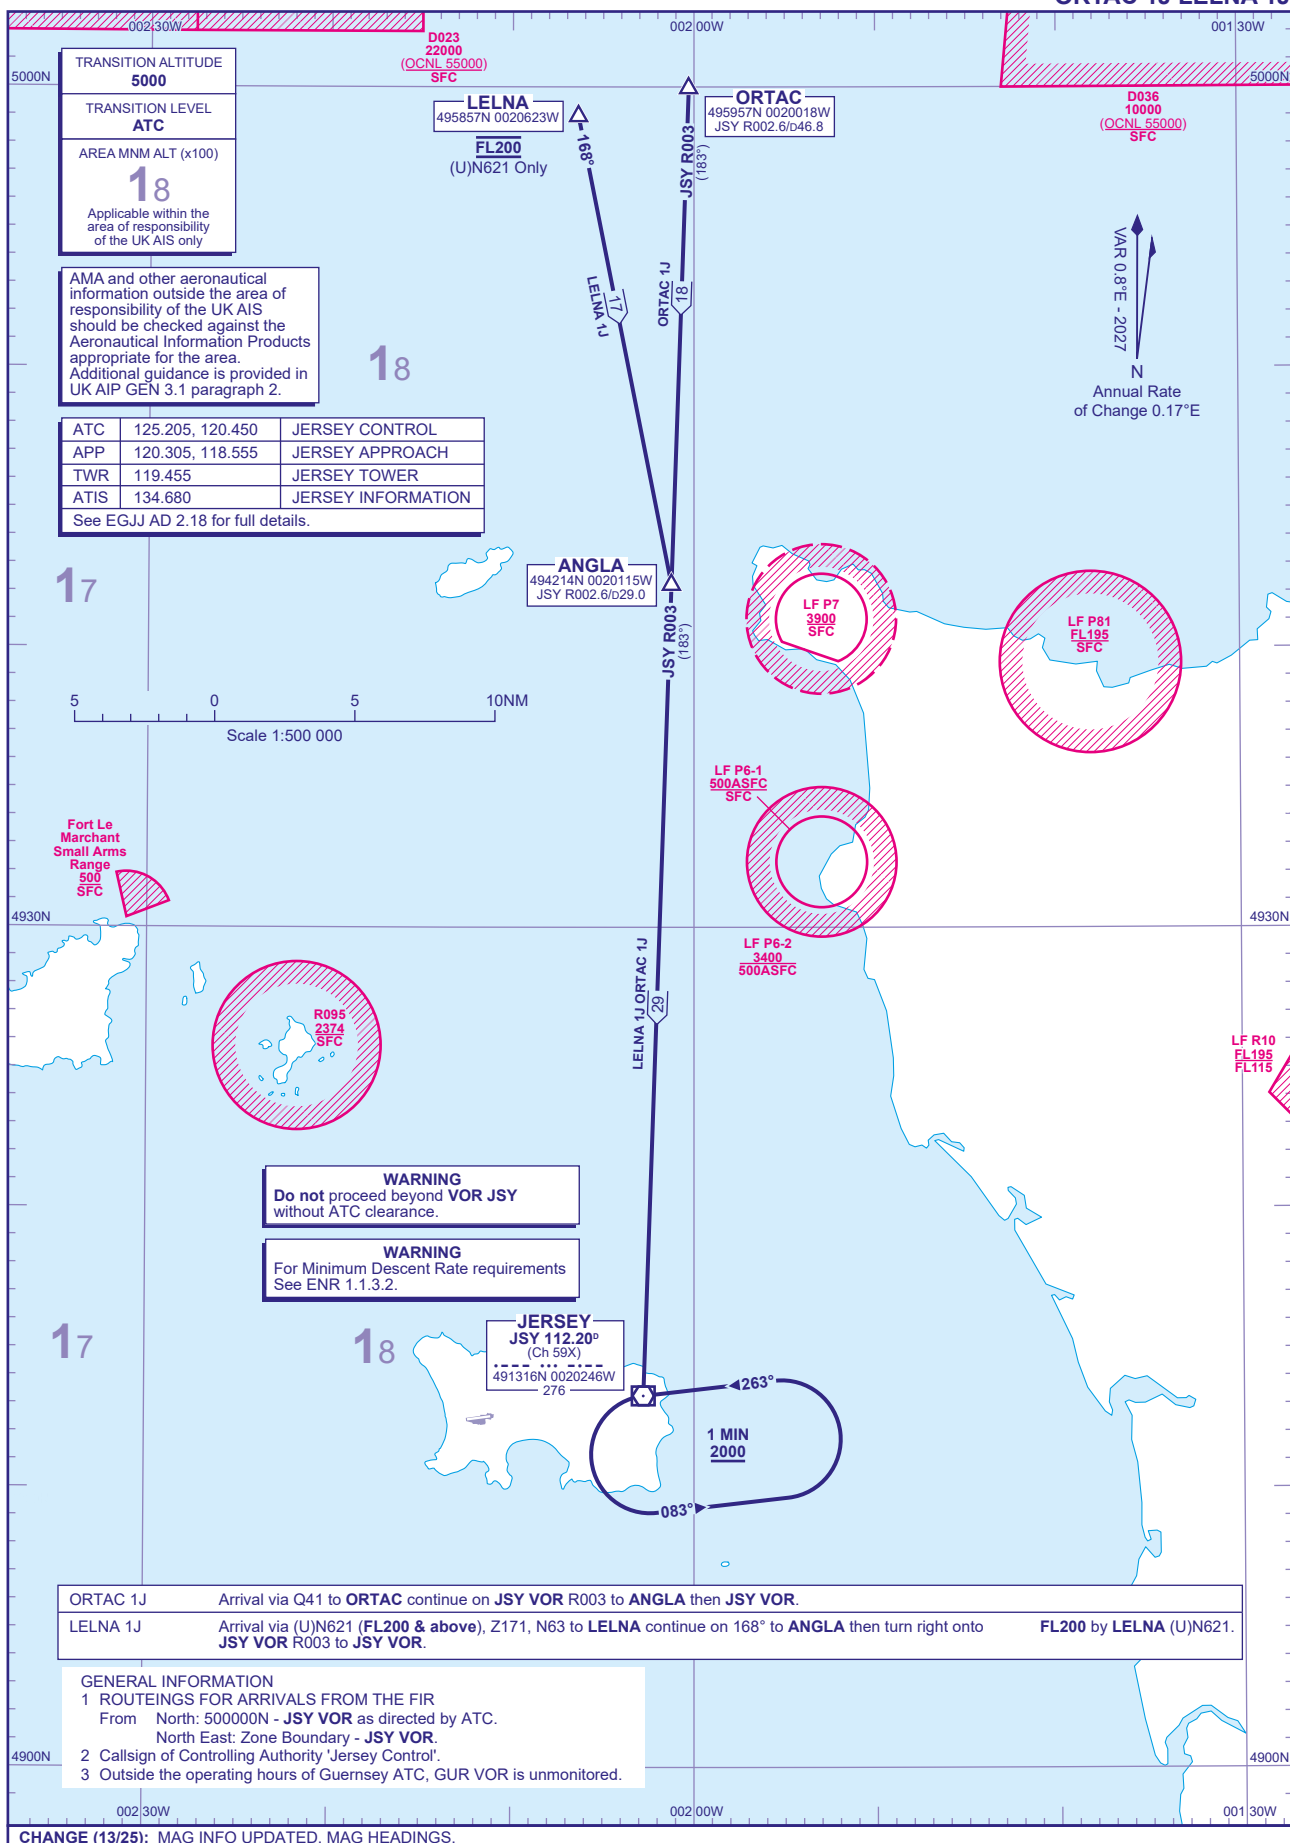 002 30W
002 00W
001 30W
D023
22000
(OCNL 55000)
SFC
5000N
5000N
TRANSITION ALTITUDE
5000
TRANSITION LEVEL
ATC
AREA MNM ALT (x100)
18
Applicable within the
area of responsibility
of the UK AIS only
LELNA
495857N 0020623W
FL200
(U)N621 Only
ORTAC
495957N 0020018W
JSY R002.6/D46.8
D036
10000
(OCNL 55000)
SFC
168°
JSY R003
(183°)
AMA and other aeronautical
information outside the area of
responsibility of the UK AIS
should be checked against the
Aeronautical Information Products
appropriate for the area.
Additional guidance is provided in
UK AIP GEN 3.1 paragraph 2.
18
17
LELNA 1J
ORTAC 1J
18
VAR 0.8°E - 2027
N
Annual Rate
of Change 0.17°E
ATC 125.205, 120.450 JERSEY CONTROL
APP 120.305, 118.555 JERSEY APPROACH
TWR 119.455 JERSEY TOWER
ATIS 134.680 JERSEY INFORMATION
See EGJJ AD 2.18 for full details.
17
ANGLA
494214N 0020115W
JSY R002.6/D29.0
LF P7
3900
SFC
LF P81
FL195
SFC
JSY R003
(183°)
5 0 5 10NM
Scale 1:500 000
LF P6-1
500ASFC
SFC
Fort Le
Marchant
Small Arms
Range
500
SFC
4930N
4930N
LF P6-2
3400
500ASFC
LELNA 1J ORTAC 1J
29
R095
2374
SFC
LF R10
FL195
FL115
WARNING
Do not proceed beyond VOR JSY
without ATC clearance.
WARNING
For Minimum Descent Rate requirements
See ENR 1.1.3.2.
17
18
JERSEY
JSY 112.20D
(Ch 59X)
491316N 0020246W
276
263°
1 MIN
2000
083°
ORTAC 1J Arrival via Q41 to ORTAC continue on JSY VOR R003 to ANGLA then JSY VOR.
LELNA 1J Arrival via (U)N621 (FL200 & above), Z171, N63 to LELNA continue on 168° to ANGLA then turn right onto FL200 by LELNA (U)N621.
JSY VOR R003 to JSY VOR.
GENERAL INFORMATION
1 ROUTEINGS FOR ARRIVALS FROM THE FIR
From North: 500000N - JSY VOR as directed by ATC.
North East: Zone Boundary - JSY VOR.
2 Callsign of Controlling Authority 'Jersey Control'.
3 Outside the operating hours of Guernsey ATC, GUR VOR is unmonitored.
4900N
4900N
002 30W
002 00W
001 30W
CHANGE (13/25): MAG INFO UPDATED. MAG HEADINGS.